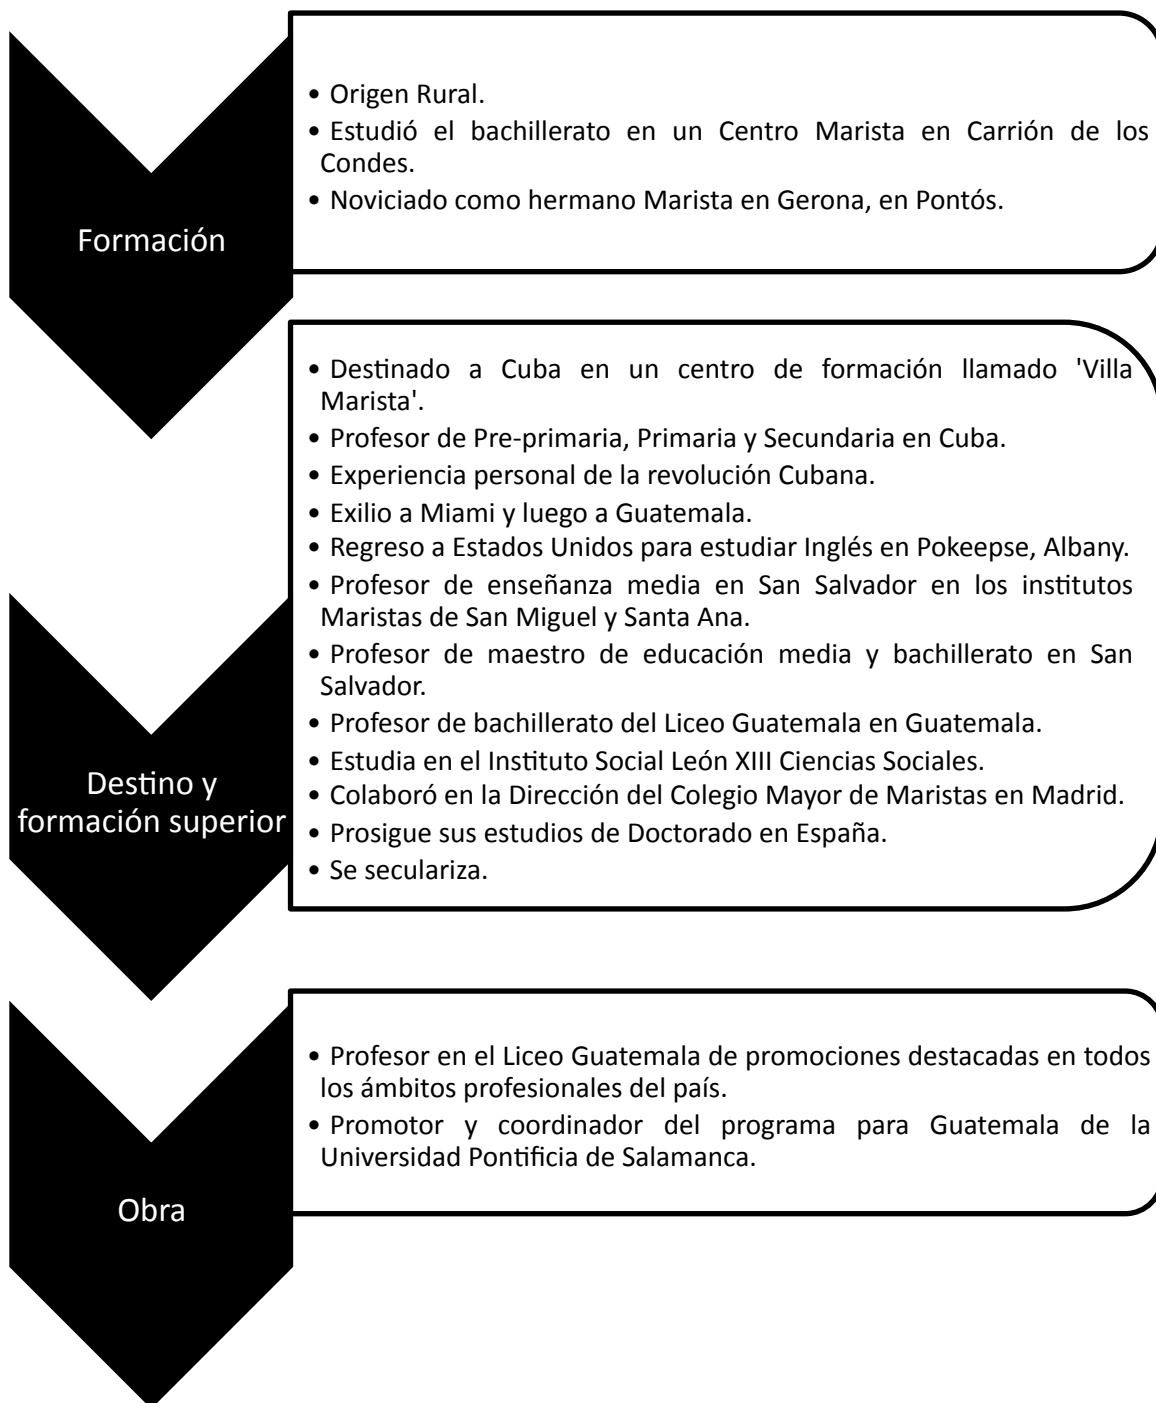 Formación
• Origen Rural.
• Estudió el bachillerato en un Centro Marista en Carrión de los
Condes.
• Noviciado como hermano Marista en Gerona, en Pontós.
Destino y
formación superior
• Destinado a Cuba en un centro de formación llamado 'Villa
Marista'.
• Profesor de Pre-primaria, Primaria y Secundaria en Cuba.
• Experiencia personal de la revolución Cubana.
• Exilio a Miami y luego a Guatemala.
• Regreso a Estados Unidos para estudiar Inglés en Pokeepse, Albany.
• Profesor de enseñanza media en San Salvador en los institutos
Maristas de San Miguel y Santa Ana.
• Profesor de maestro de educación media y bachillerato en San
Salvador.
• Profesor de bachillerato del Liceo Guatemala en Guatemala.
• Estudia en el Instituto Social León XIII Ciencias Sociales.
• Colaboró en la Dirección del Colegio Mayor de Maristas en Madrid.
• Prosigue sus estudios de Doctorado en España.
• Se seculariza.
Obra
• Profesor en el Liceo Guatemala de promociones destacadas en todos
los ámbitos profesionales del país.
• Promotor y coordinador del programa para Guatemala de la
Universidad Pontificia de Salamanca.